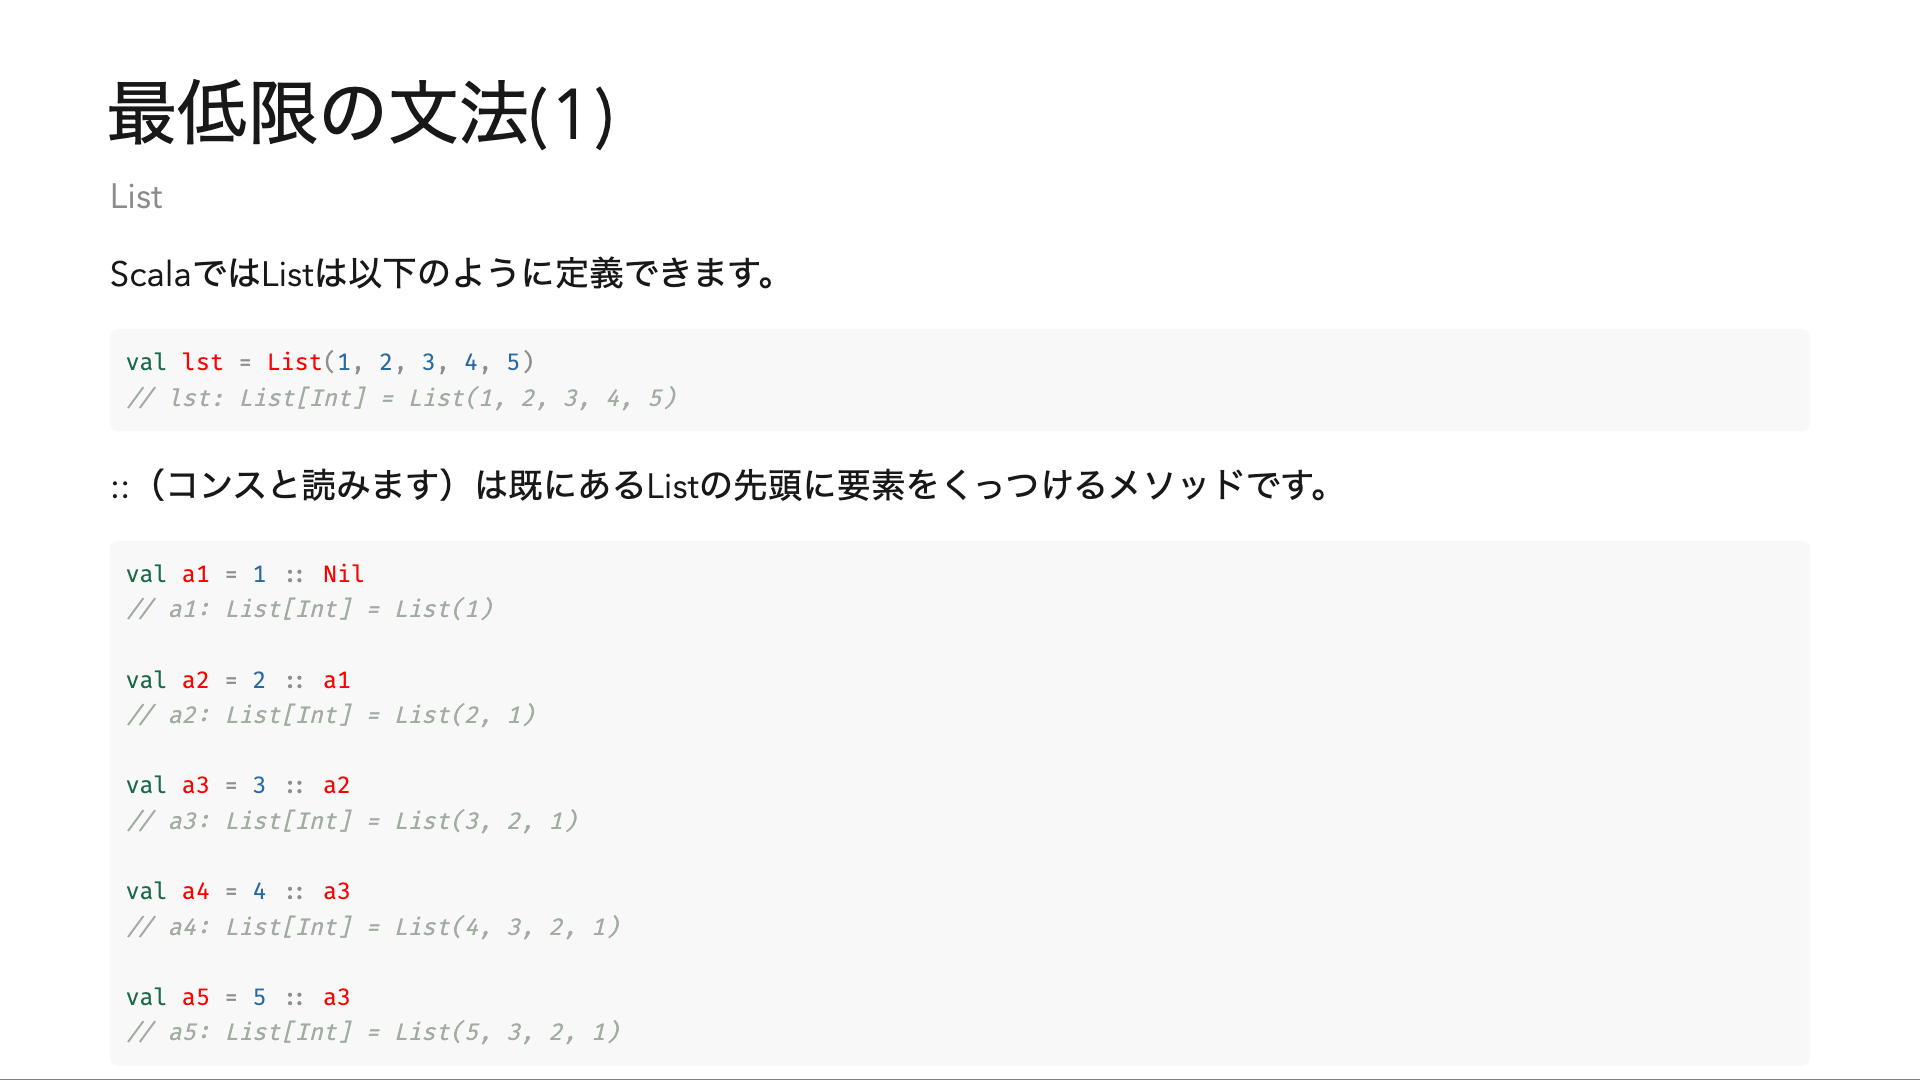 最低限の文法(1)
List
ScalaではListは以下のように定義できます。
val lst = List(1, 2, 3, 4, 5)
// lst: List[Int] = List(1, 2, 3, 4, 5)
::（コンスと読みます）は既にあるListの先頭に要素をくっつけるメソッドです。
val a1 = 1 :: Nil
// a1: List[Int] = List(1)
val a2 = 2 :: a1
// a2: List[Int] = List(2, 1)
val a3 = 3 :: a2
// a3: List[Int] = List(3, 2, 1)
val a4 = 4 :: a3
// a4: List[Int] = List(4, 3, 2, 1)
val a5 = 5 :: a3
// a5: List[Int] = List(5, 3, 2, 1)